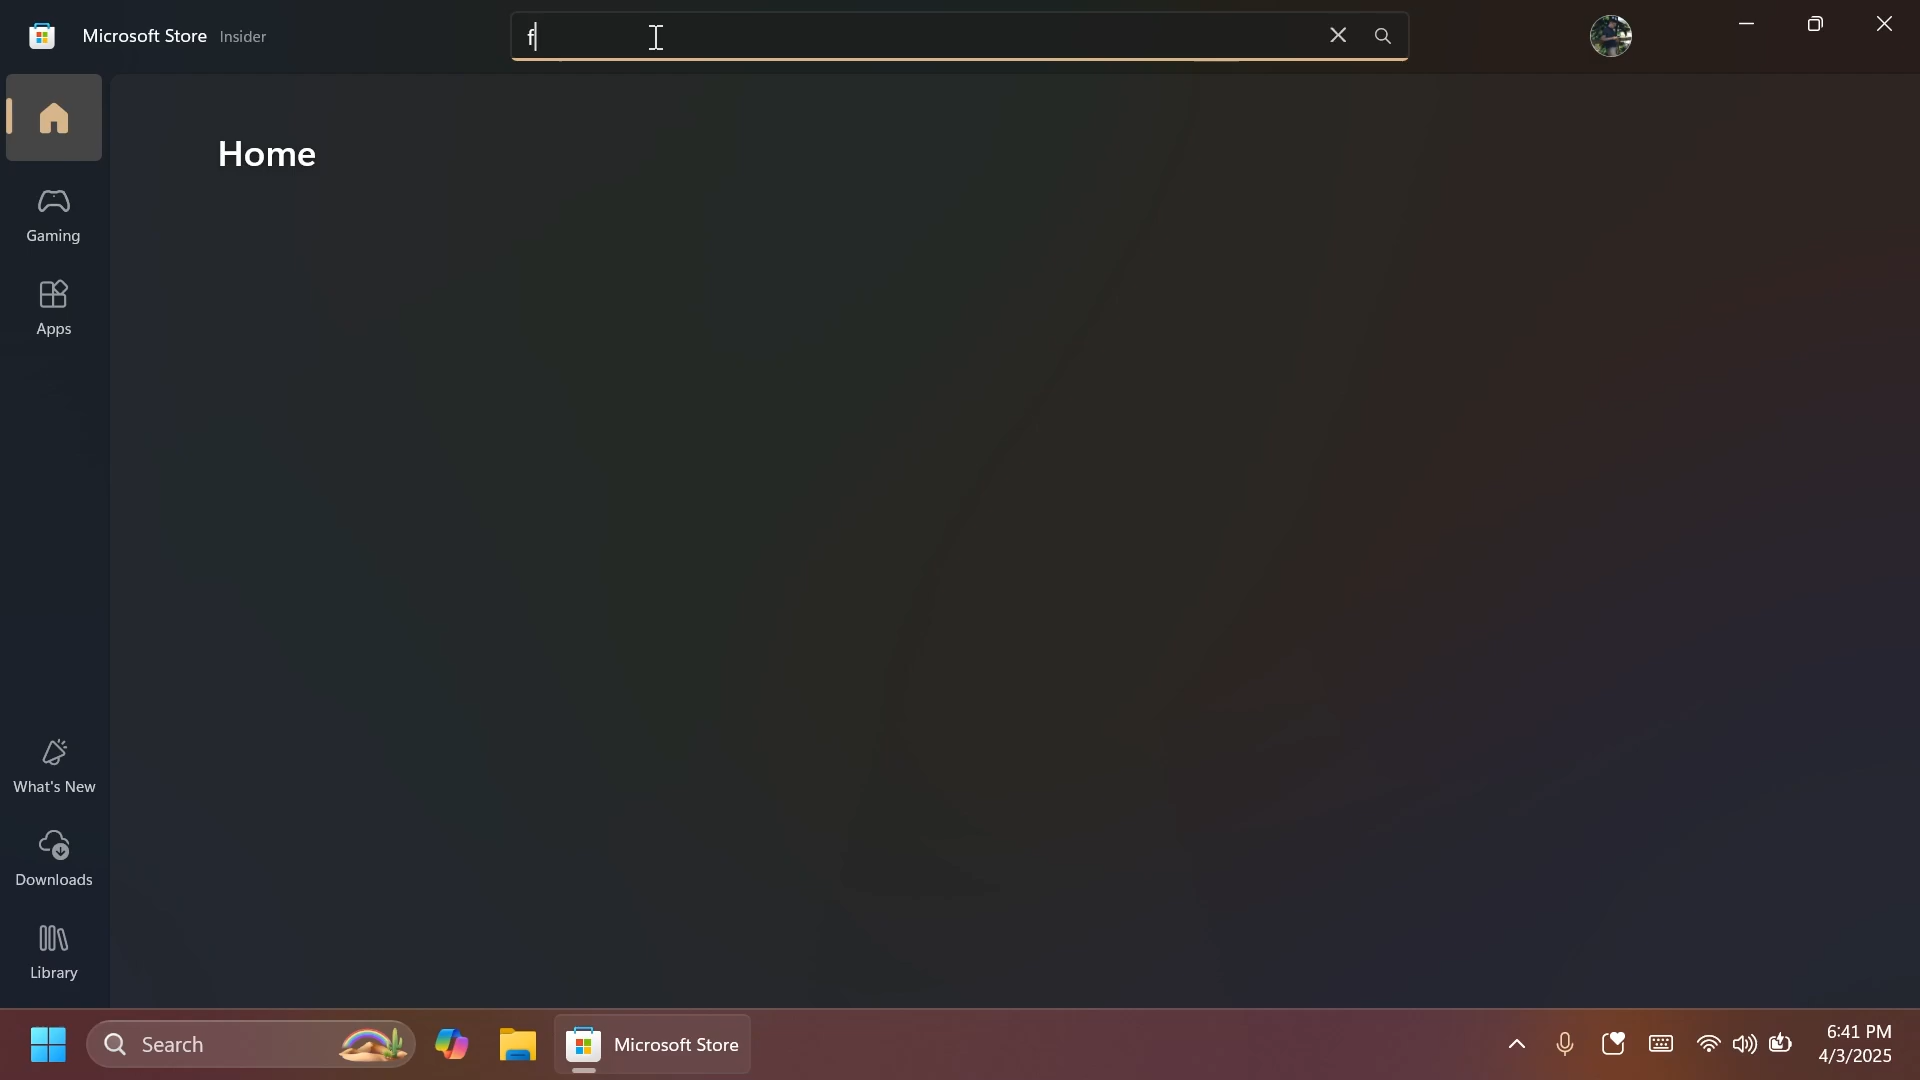 Microsoft Store Insider
f
Home
Gaming
Apps
What's New
Downloads
Library
Search
Microsoft Store
6:41 PM
4/3/2025